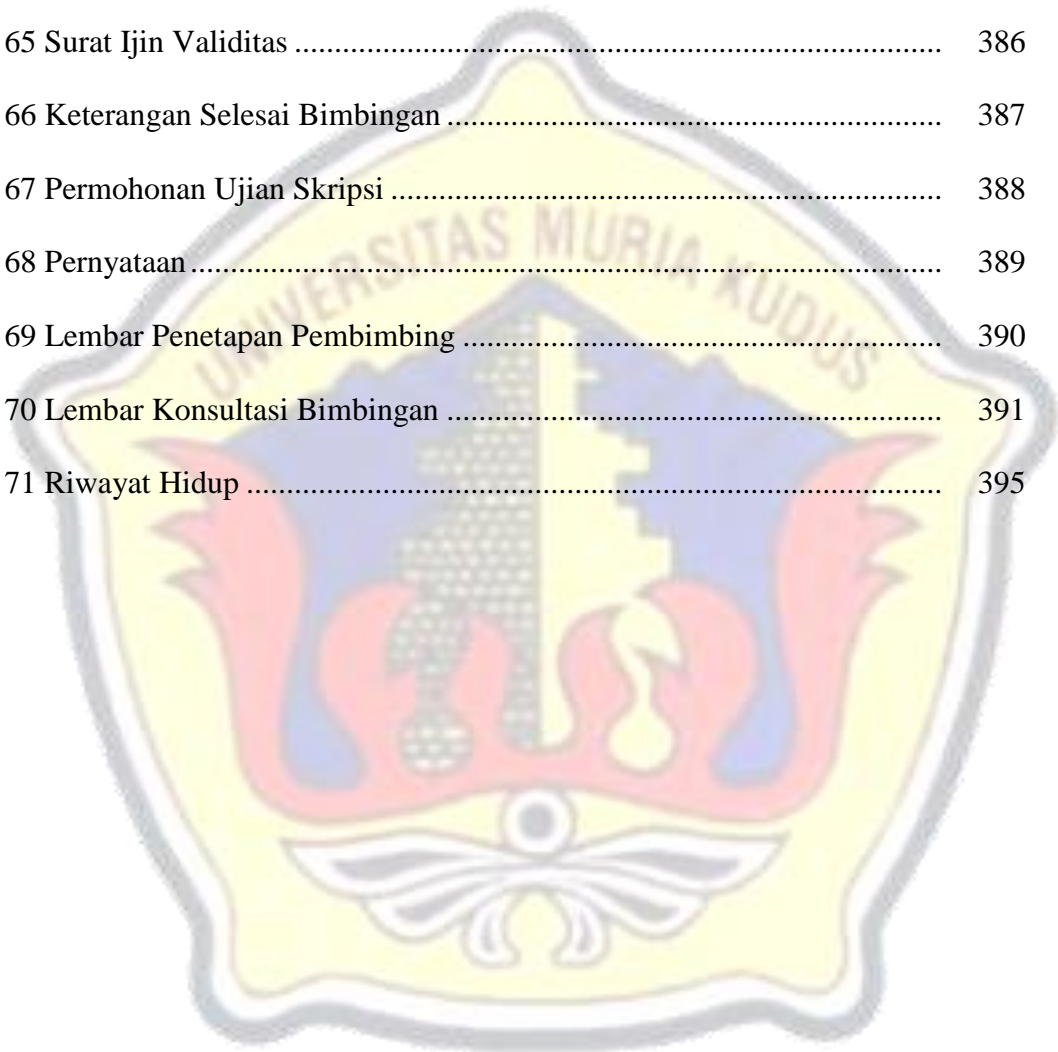 65 Surat Ijin Validitas ................................................................................ 386
66 Keterangan Selesai Bimbingan ............................................................. 387
67 Permohonan Ujian Skripsi .................................................................... 388
68 Pernyataan ............................................................................................. 389
69 Lembar Penetapan Pembimbing ........................................................... 390
70 Lembar Konsultasi Bimbingan ............................................................. 391
71 Riwayat Hidup ...................................................................................... 395
UNIVERSITAS MURIA KUDUS